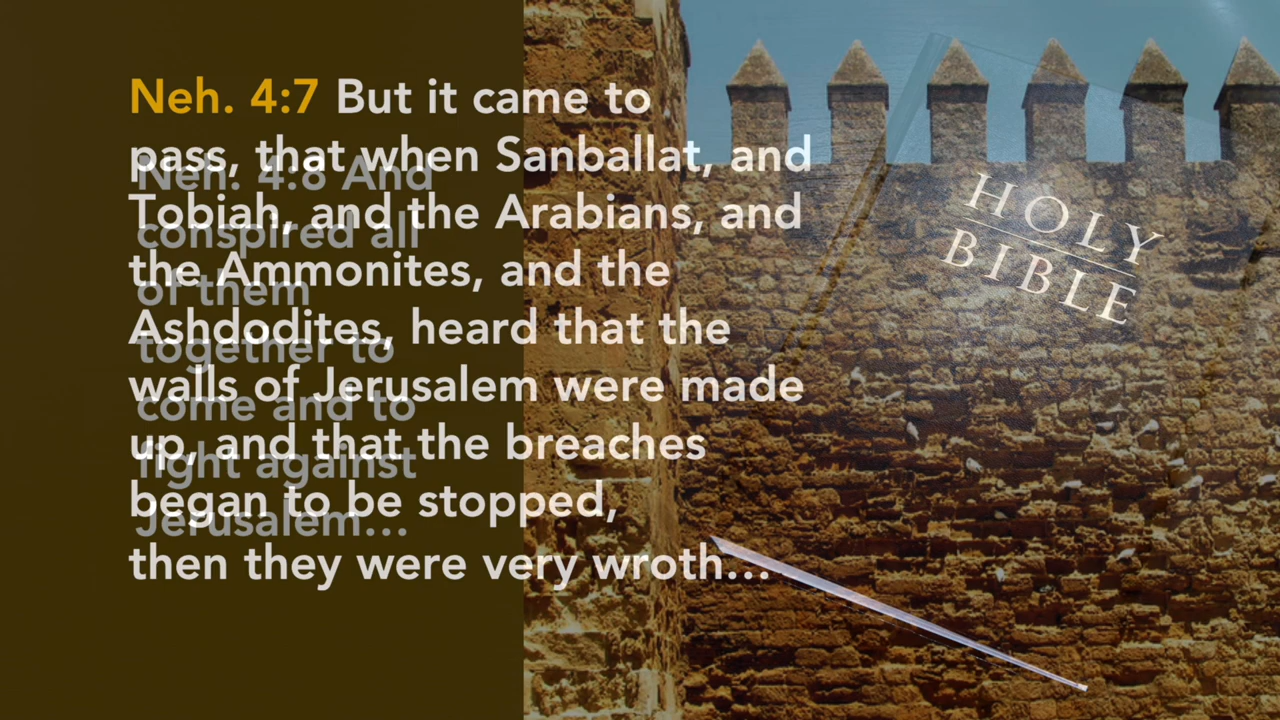 Neh. 4:7 But it came to
pass, that when Sanballat, and
Tobiah, and the Arabians, and
the Ammonites, and the
Ashdodites, heard that the
walls of Jerusalem were made
up, and that the breaches
began to be stopped,
then they were very wroth…
Neh. 4:8 And
conspired all
of them
together to
come and to
fight against
Jerusalem…
HOLY
BIBLE